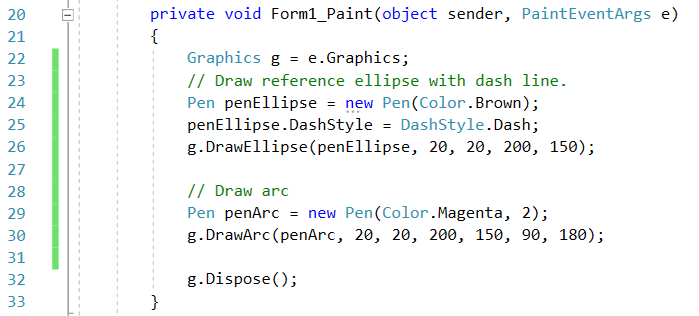 20 private void Form1_Paint(object sender, PaintEventArgs e)
21 {
22 Graphics g = e.Graphics;
23 // Draw reference ellipse with dash line.
24 Pen penEllipse = new Pen(Color.Brown);
25 penEllipse.DashStyle = DashStyle.Dash;
26 g.DrawEllipse(penEllipse, 20, 20, 200, 150);
27
28 // Draw arc
29 Pen penArc = new Pen(Color.Magenta, 2);
30 g.DrawArc(penArc, 20, 20, 200, 150, 90, 180);
31
32 g.Dispose();
33 }